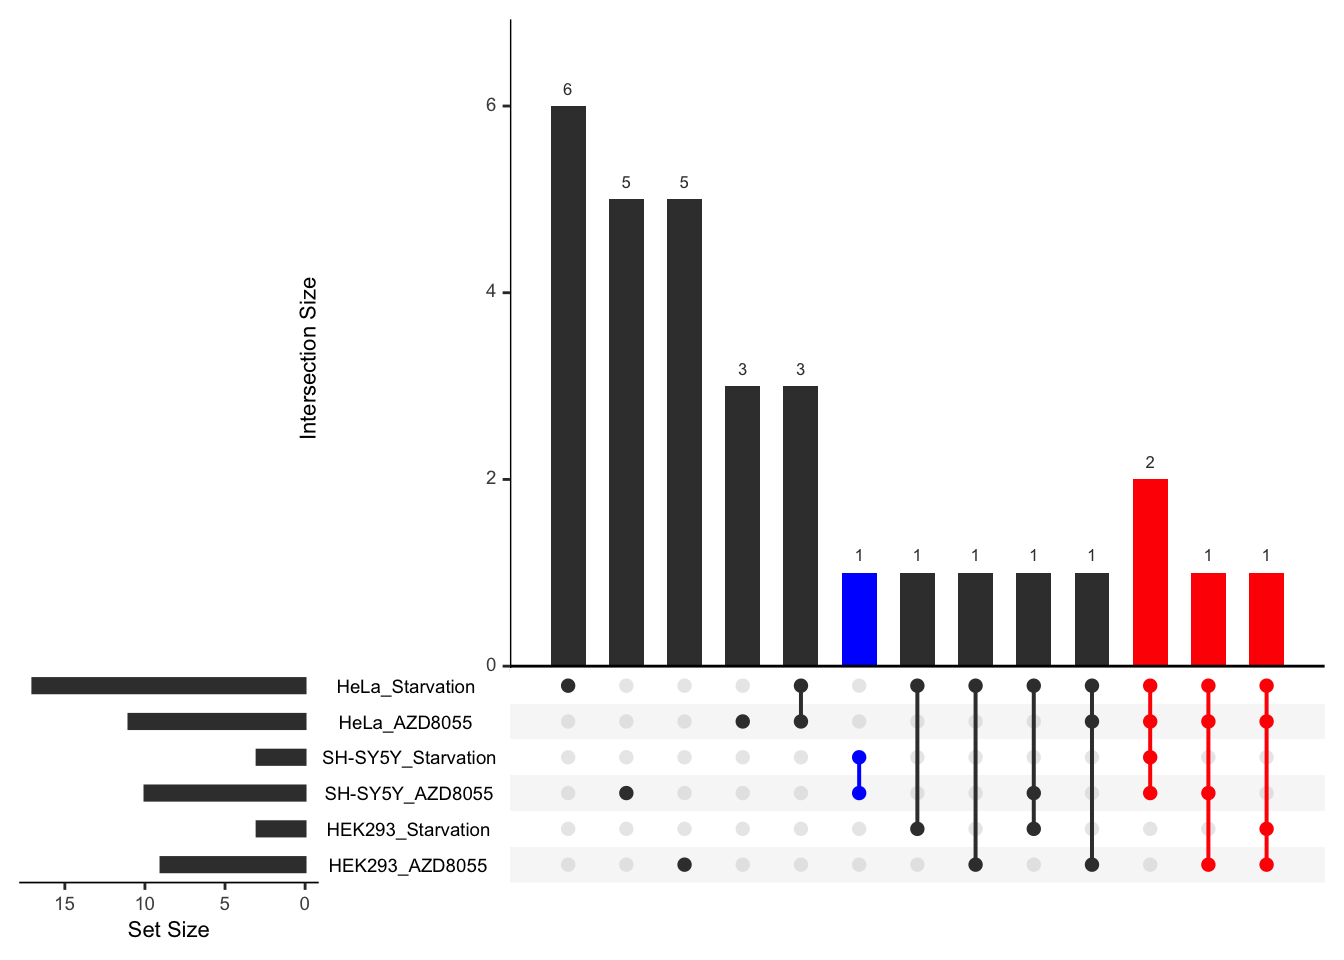 6
5 5
3 3
2
1 1 1 1 1 1 1
6
4
2
0
Intersection Size
HeLa_Starvation
HeLa_AZD8055
SH-SY5Y_Starvation
SH-SY5Y_AZD8055
HEK293_Starvation
HEK293_AZD8055
15 10 5 0
Set Size